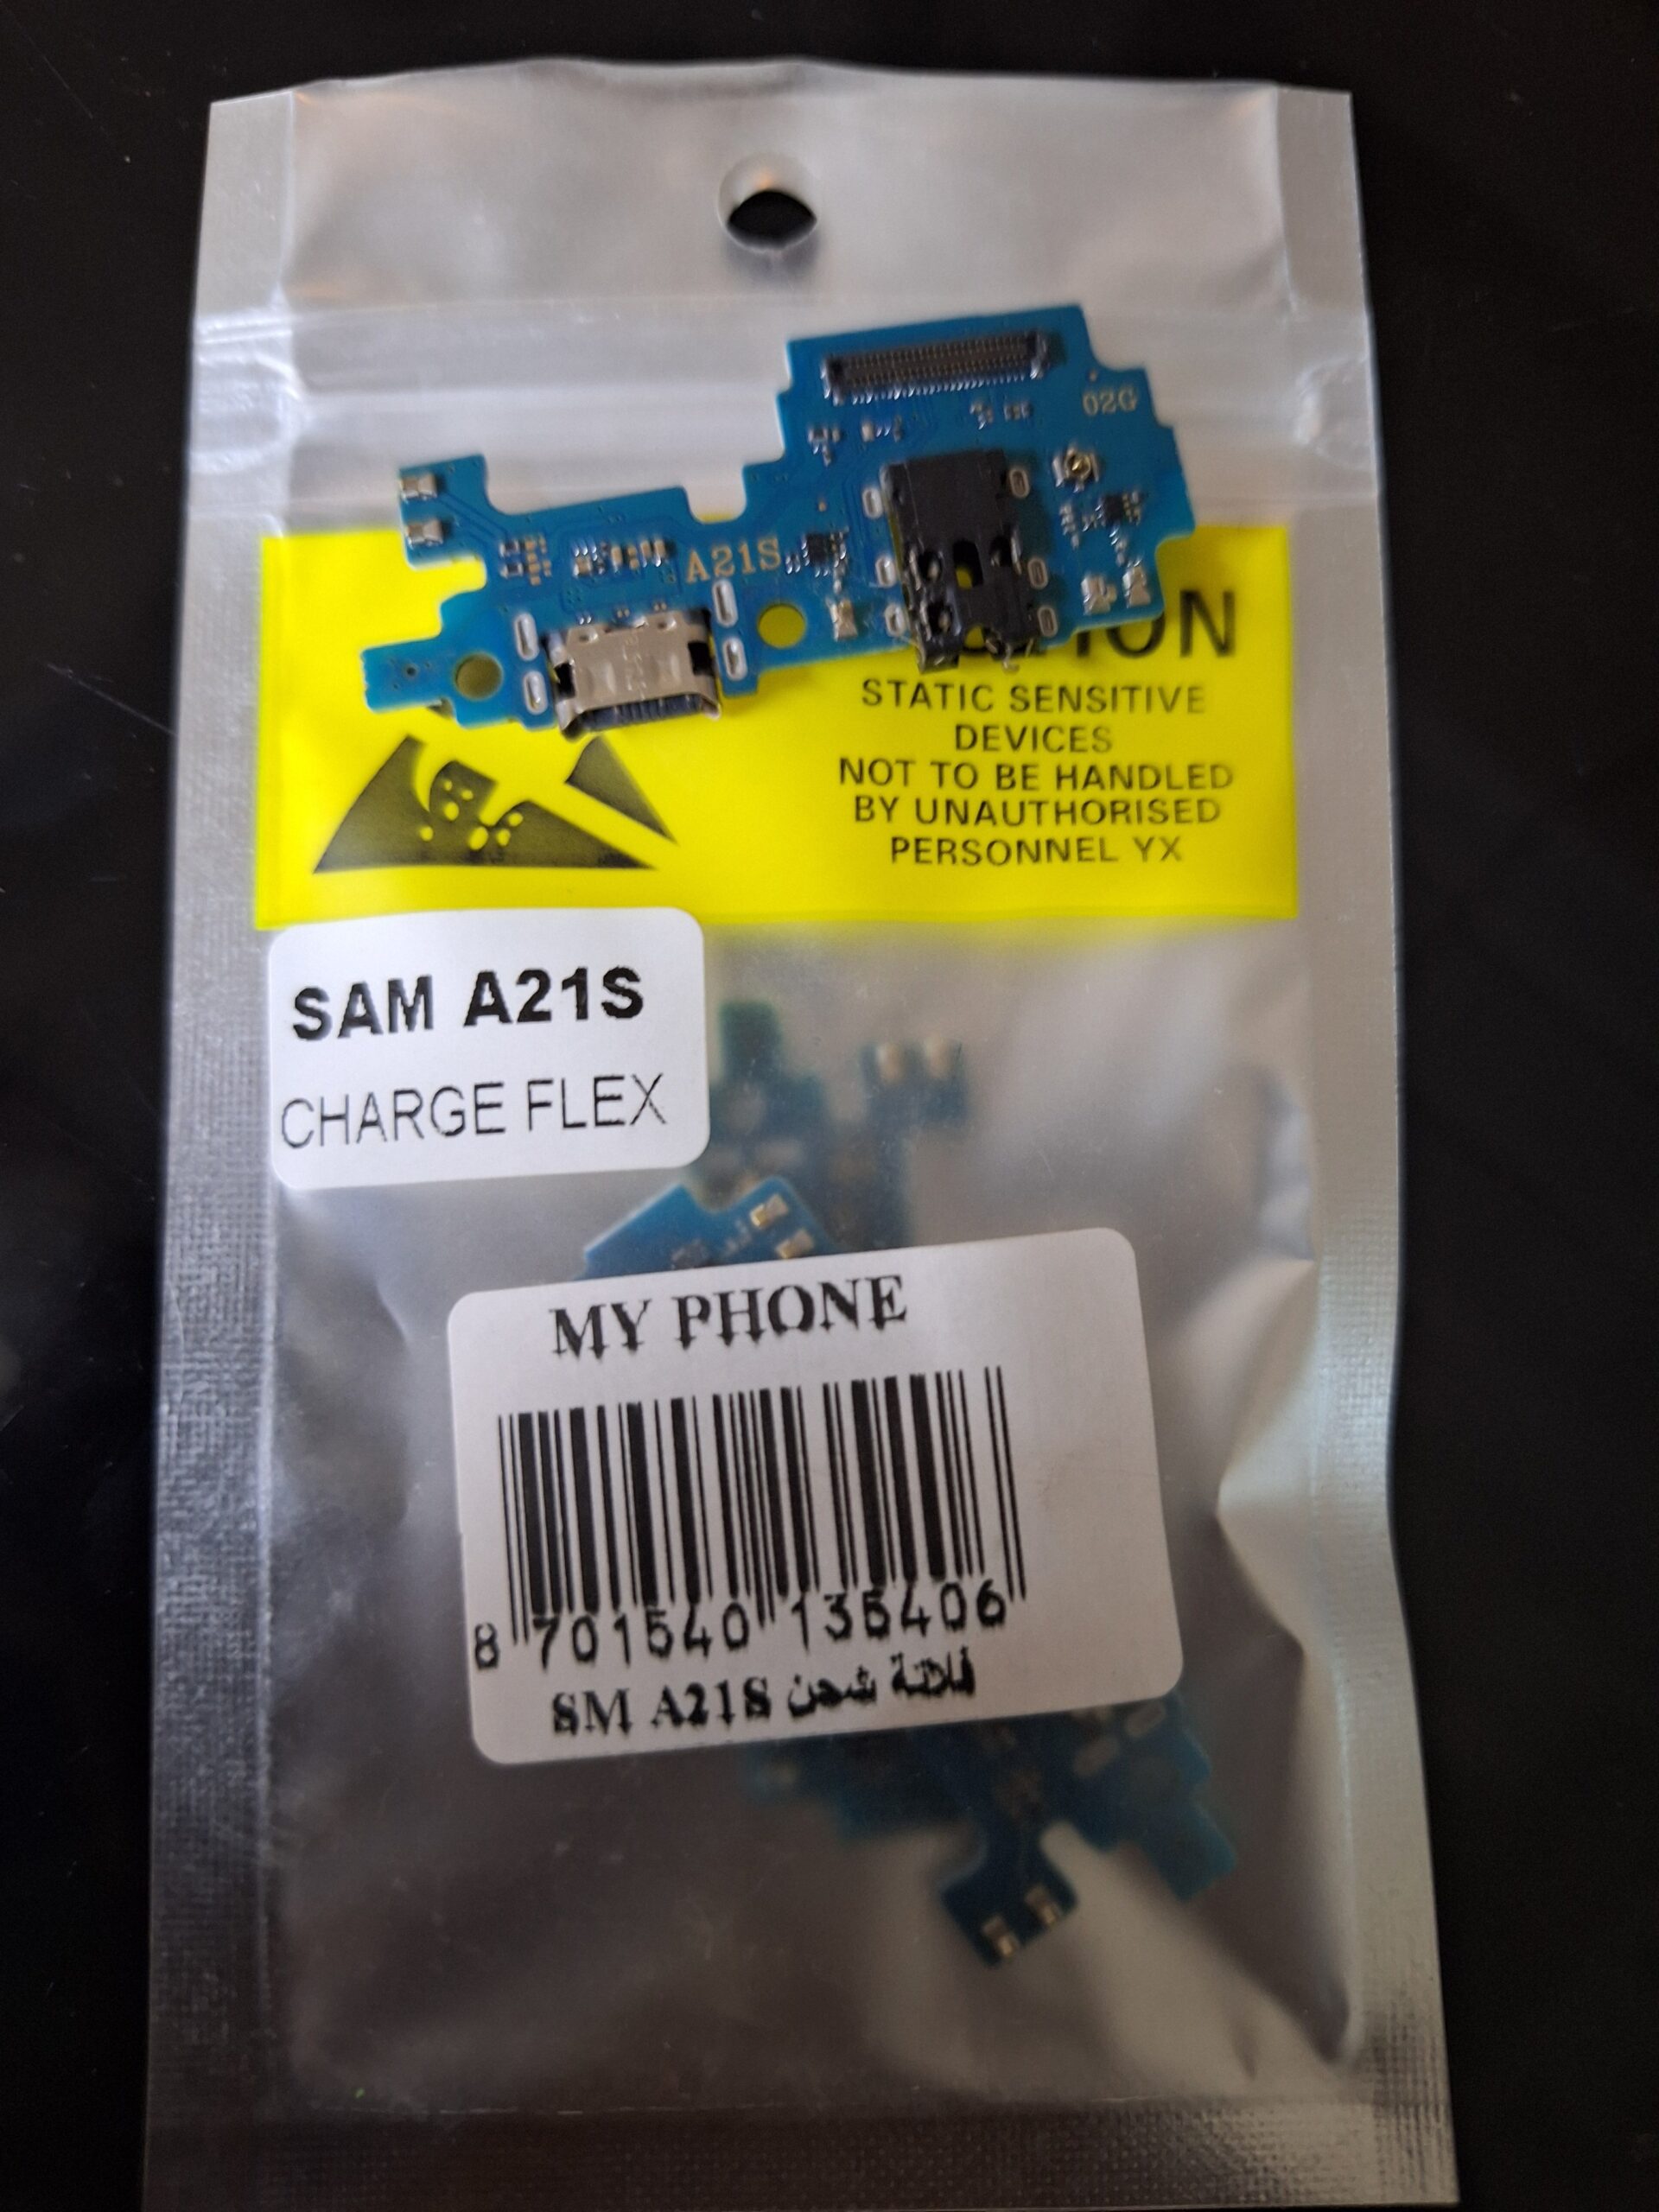 02G
A21S
STATIC SENSITIVE
DEVICES
NOT TO BE HANDLED
BY UNAUTHORISED
PERSONNEL YX
SAM A21S
CHARGE FLEX
MY PHONE
8 701540 135406
SM A21S فلاتة شحن